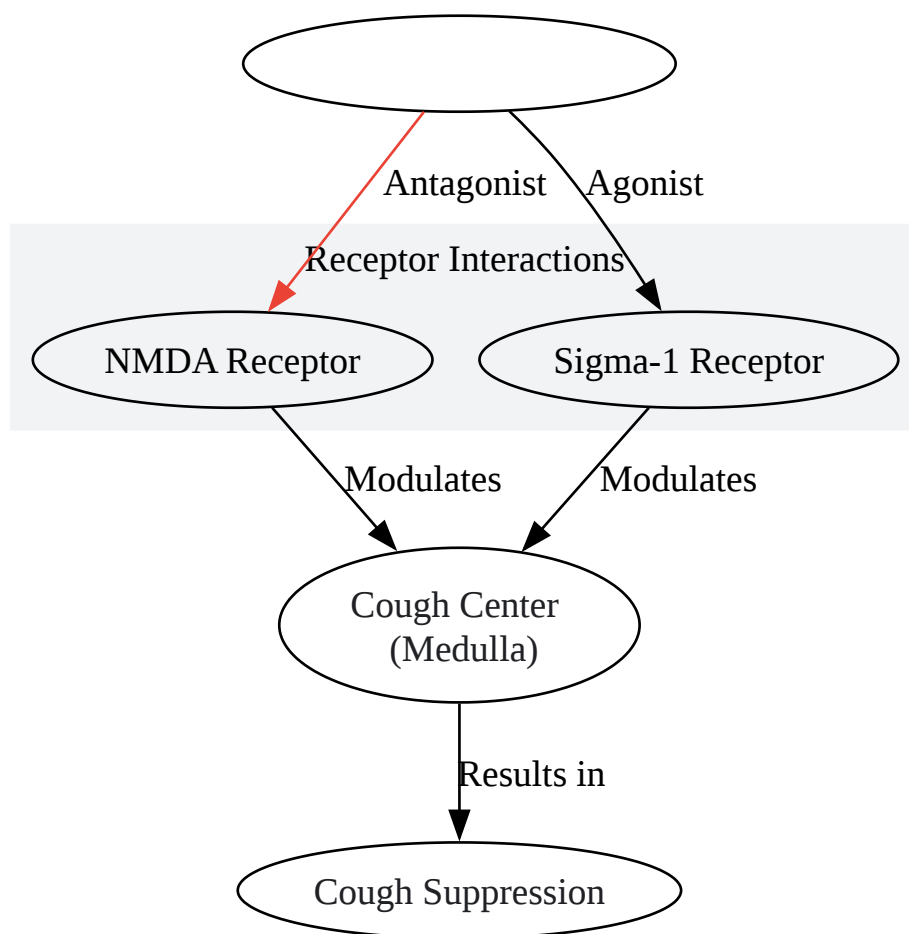 Antagonist
Agonist
Receptor Interactions
NMDA Receptor
Sigma-1 Receptor
Modulates
Modulates
Cough Center
(Medulla)
Results in
Cough Suppression